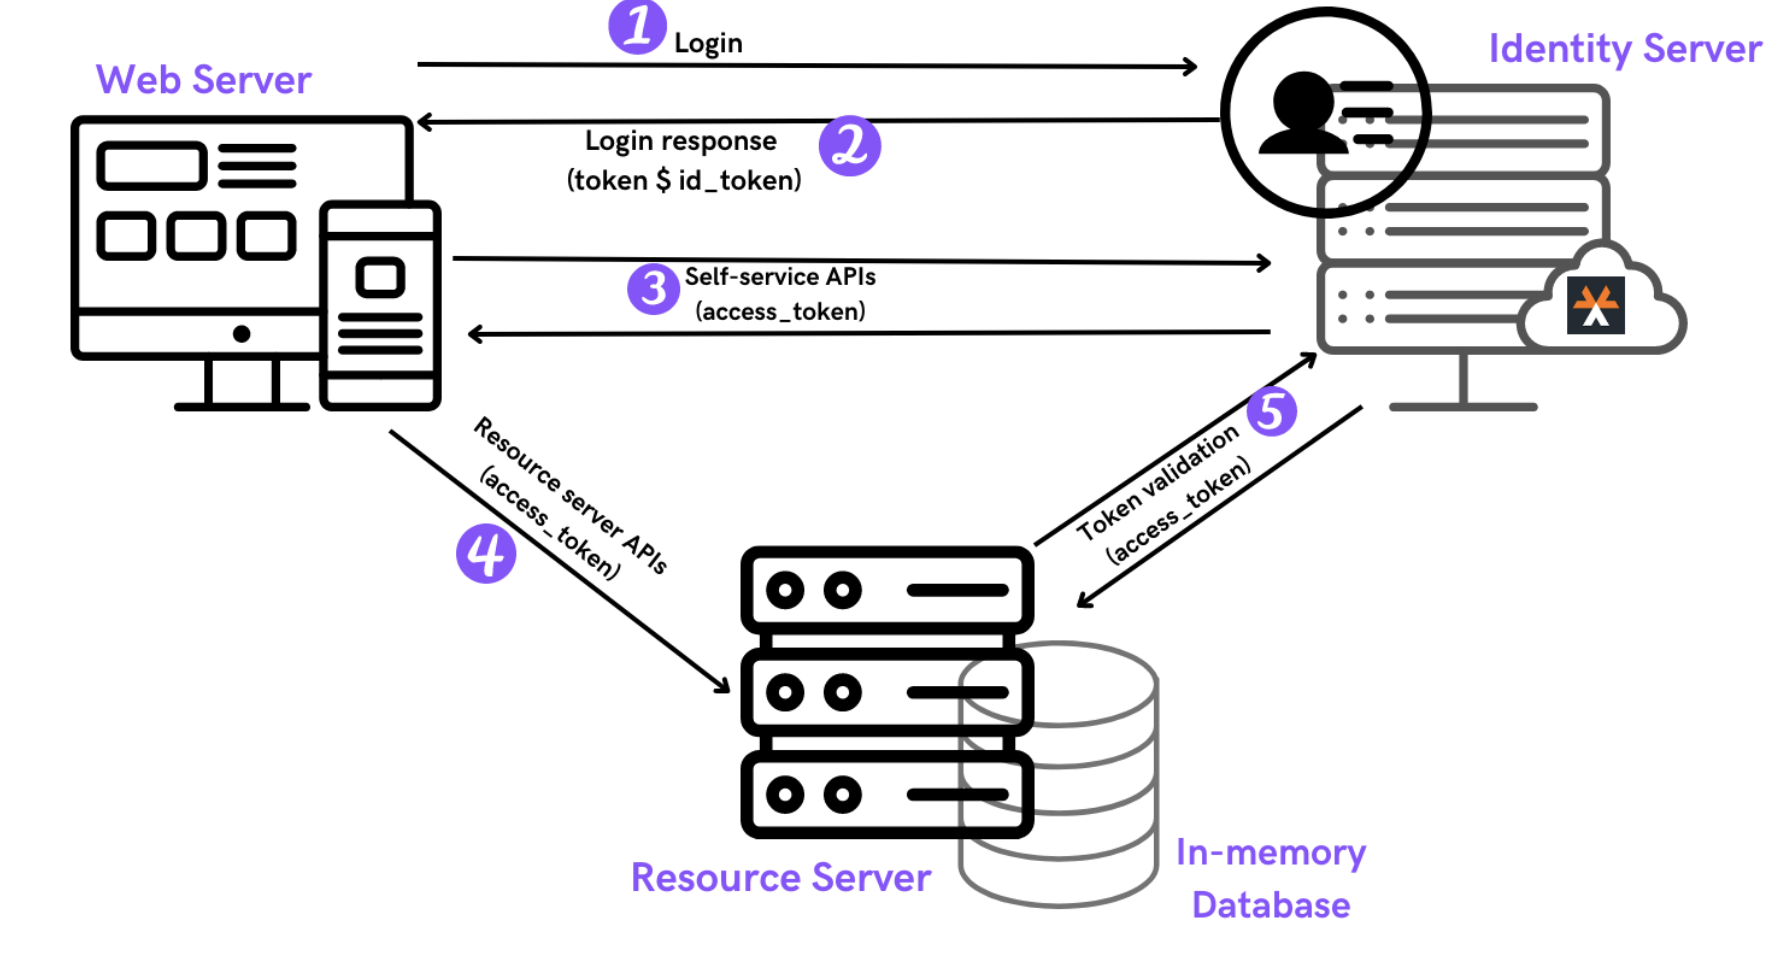 1
Login
Identity Server
Web Server
Login response
2
(token $ id_token)
3
Self-service APIs
(access_token)
Resource server APIs
(access_token)
4
5
Token validation
(access_token)
Resource Server
In-memory
Database